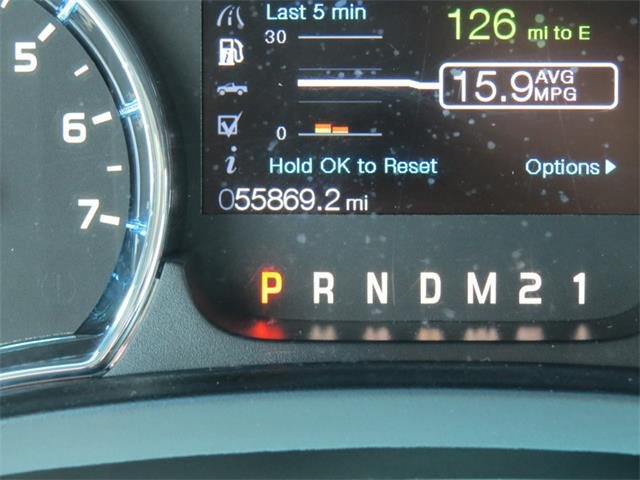 5
6
7
Last 5 min
126 mi to E
30
15.9 AVG MPG
0
i
Hold OK to Reset
Options
055869.2 mi
P R N D M 2 1